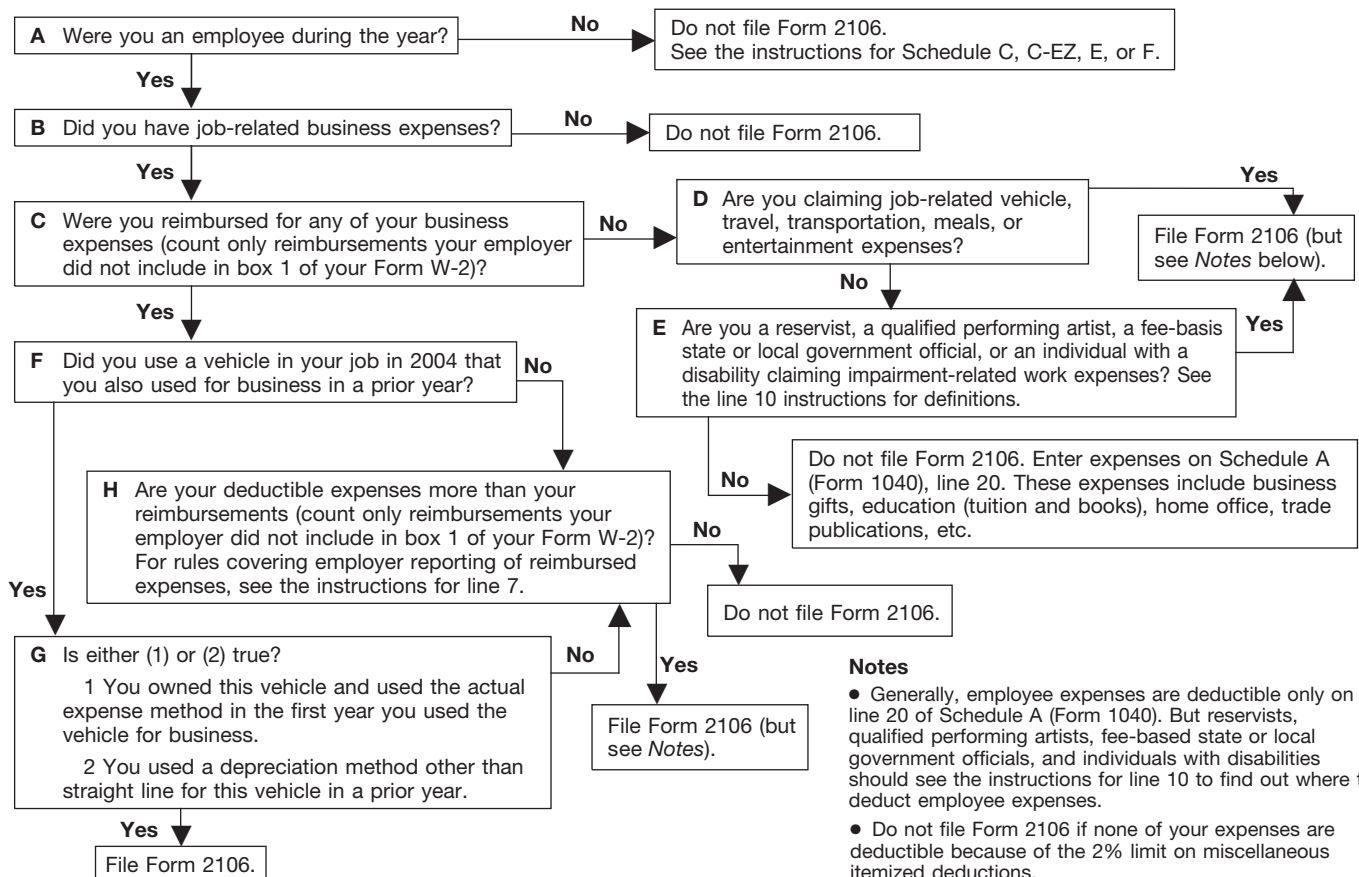 A Were you an employee during the year?
No
Do not file Form 2106.
See the instructions for Schedule C, C-EZ, E, or F.
Yes
B Did you have job-related business expenses?
No
Do not file Form 2106.
Yes
C Were you reimbursed for any of your business
expenses (count only reimbursements your employer
did not include in box 1 of your Form W-2)?
No
D Are you claiming job-related vehicle,
travel, transportation, meals, or
entertainment expenses?
Yes
File Form 2106 (but
see Notes below).
No
Yes
E Are you a reservist, a qualified performing artist, a fee-basis
state or local government official, or an individual with a
disability claiming impairment-related work expenses? See
the line 10 instructions for definitions.
Yes
F Did you use a vehicle in your job in 2004 that
you also used for business in a prior year?
No
No
Do not file Form 2106. Enter expenses on Schedule A
(Form 1040), line 20. These expenses include business
gifts, education (tuition and books), home office, trade
publications, etc.
H Are your deductible expenses more than your
reimbursements (count only reimbursements your
employer did not include in box 1 of your Form W-2)?
For rules covering employer reporting of reimbursed
expenses, see the instructions for line 7.
No
Do not file Form 2106.
Yes
G Is either (1) or (2) true?
1 You owned this vehicle and used the actual
expense method in the first year you used the
vehicle for business.
2 You used a depreciation method other than
straight line for this vehicle in a prior year.
No
Yes
File Form 2106 (but
see Notes).
Yes
File Form 2106.
Notes
● Generally, employee expenses are deductible only on
line 20 of Schedule A (Form 1040). But reservists,
qualified performing artists, fee-based state or local
government officials, and individuals with disabilities
should see the instructions for line 10 to find out where
deduct employee expenses.
● Do not file Form 2106 if none of your expenses are
deductible because of the 2% limit on miscellaneous
itemized deductions.